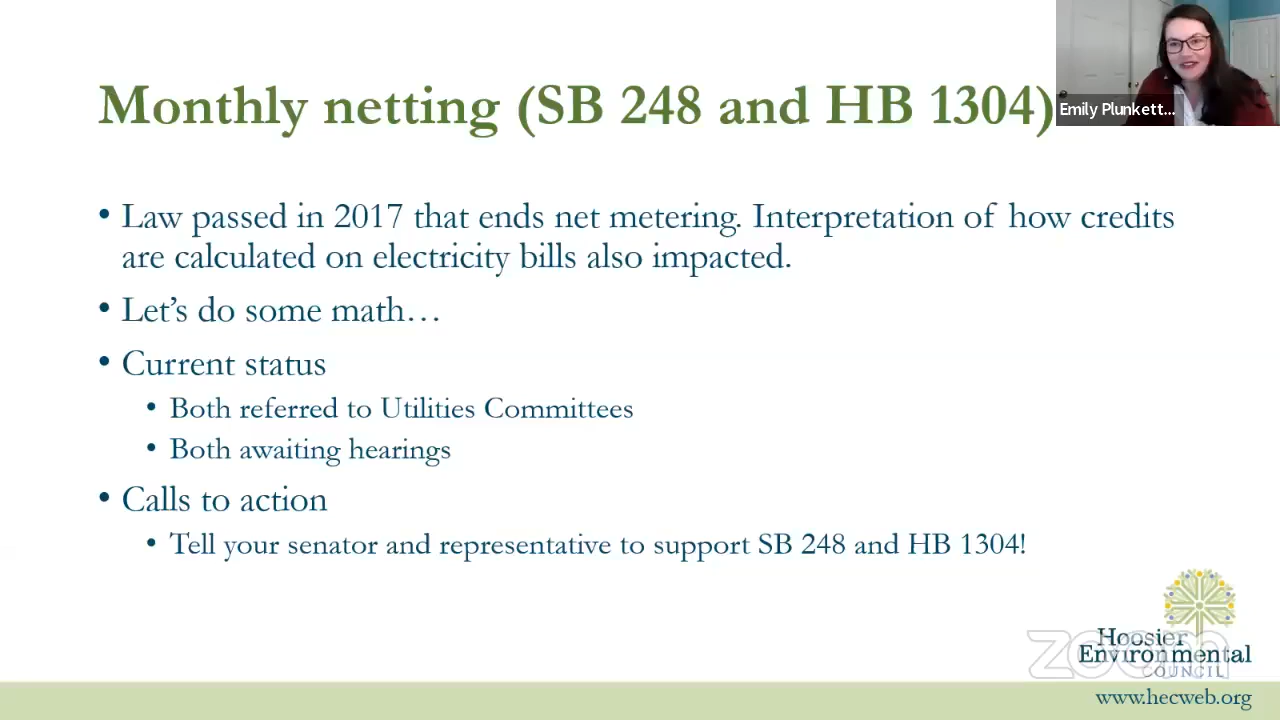 Monthly netting (SB 248 and HB 1304)
Emily Plunkett...
• Law passed in 2017 that ends net metering. Interpretation of how credits
are calculated on electricity bills also impacted.
• Let's do some math…
• Current status
• Both referred to Utilities Committees
• Both awaiting hearings
• Calls to action
• Tell your senator and representative to support SB 248 and HB 1304!
zoom
Hoosier
Environmental
COUNCIL
www.hecweb.org